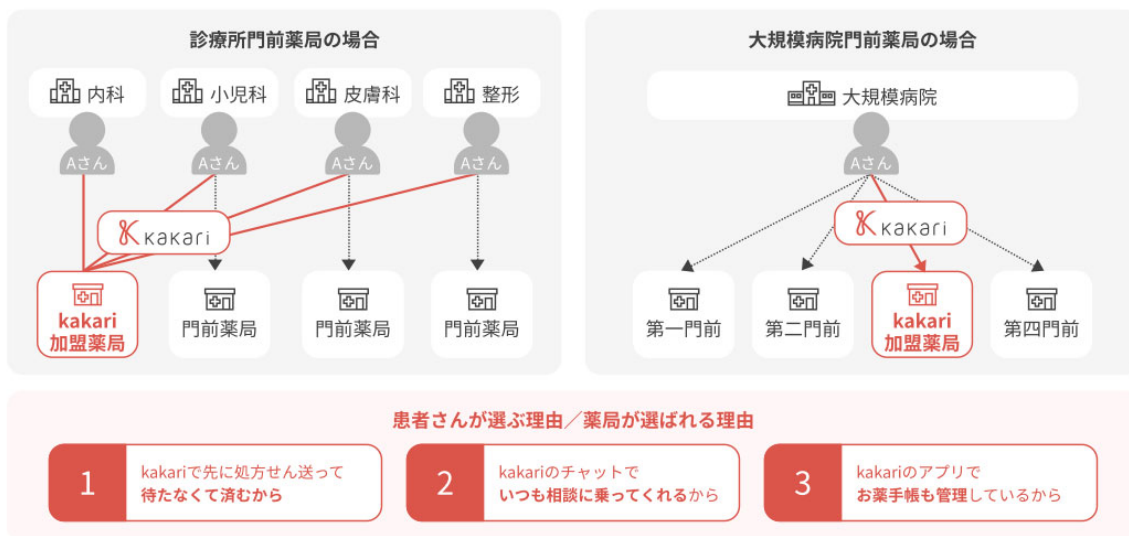 診療所門前薬局の場合
内科
小児科
皮膚科
整形
Aさん
Aさん
Aさん
Aさん
kakari
kakari
加盟薬局
門前薬局
門前薬局
門前薬局
大規模病院門前薬局の場合
大規模病院
Aさん
kakari
第一門前
第二門前
kakari
加盟薬局
第四門前
患者さんが選ぶ理由／薬局が選ばれる理由
1
kakariで先に処方せん送って
待たなくて済むから
2
kakariのチャットで
いつも相談に乗ってくれるから
3
kakariのアプリで
お薬手帳も管理しているから